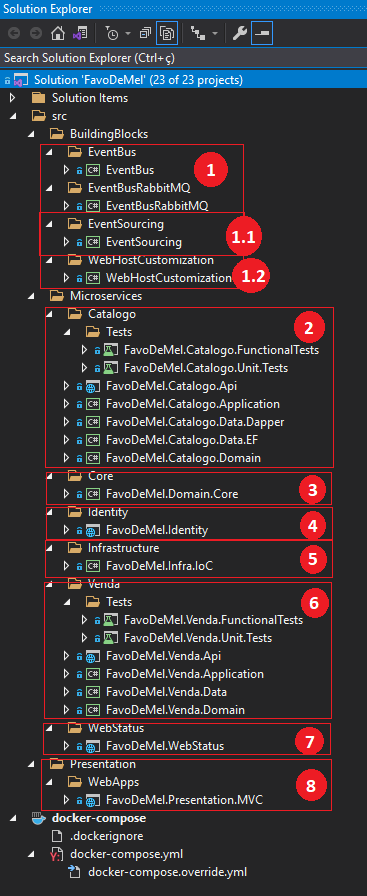 Solution Explorer
Search Solution Explorer (Ctrl+ç)
Solution 'FavoDeMel' (23 of 23 projects)
Solution Items
src
BuildingBlocks
EventBus
EventBus
1
EventBusRabbitMQ
EventBusRabbitMQ
EventSourcing
EventSourcing
1.1
WebHostCustomization
WebHostCustomization
1.2
Microservices
Catalogo
2
Tests
FavoDeMel.Catalogo.FunctionalTests
FavoDeMel.Catalogo.Unit.Tests
FavoDeMel.Catalogo.Api
FavoDeMel.Catalogo.Application
FavoDeMel.Catalogo.Data.Dapper
FavoDeMel.Catalogo.Data.EF
FavoDeMel.Catalogo.Domain
Core
FavoDeMel.Domain.Core
3
Identity
FavoDeMel.Identity
4
Infrastructure
FavoDeMel.Infra.IoC
5
Venda
Tests
6
FavoDeMel.Venda.FunctionalTests
FavoDeMel.Venda.Unit.Tests
FavoDeMel.Venda.Api
FavoDeMel.Venda.Application
FavoDeMel.Venda.Data
FavoDeMel.Venda.Domain
WebStatus
FavoDeMel.WebStatus
7
Presentation
WebApps
8
FavoDeMel.Presentation.MVC
docker-compose
.dockerignore
docker-compose.yml
docker-compose.override.yml